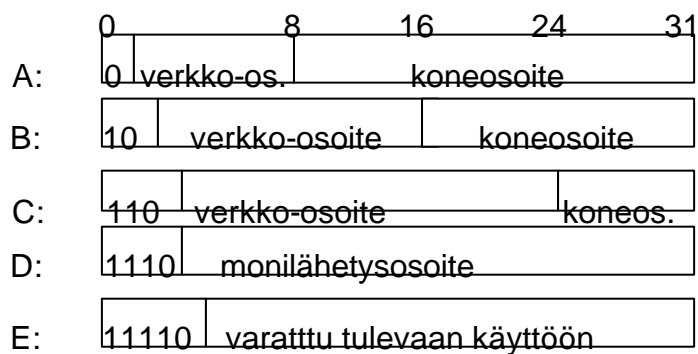 0 8 16 24 31
A: 0 verkko-os. koneosoite
B: 10 verkko-osoite koneosoite
C: 110 verkko-osoite koneos.
D: 1110 monilähetysosoite
E: 11110 varatttu tulevaan käyttöön